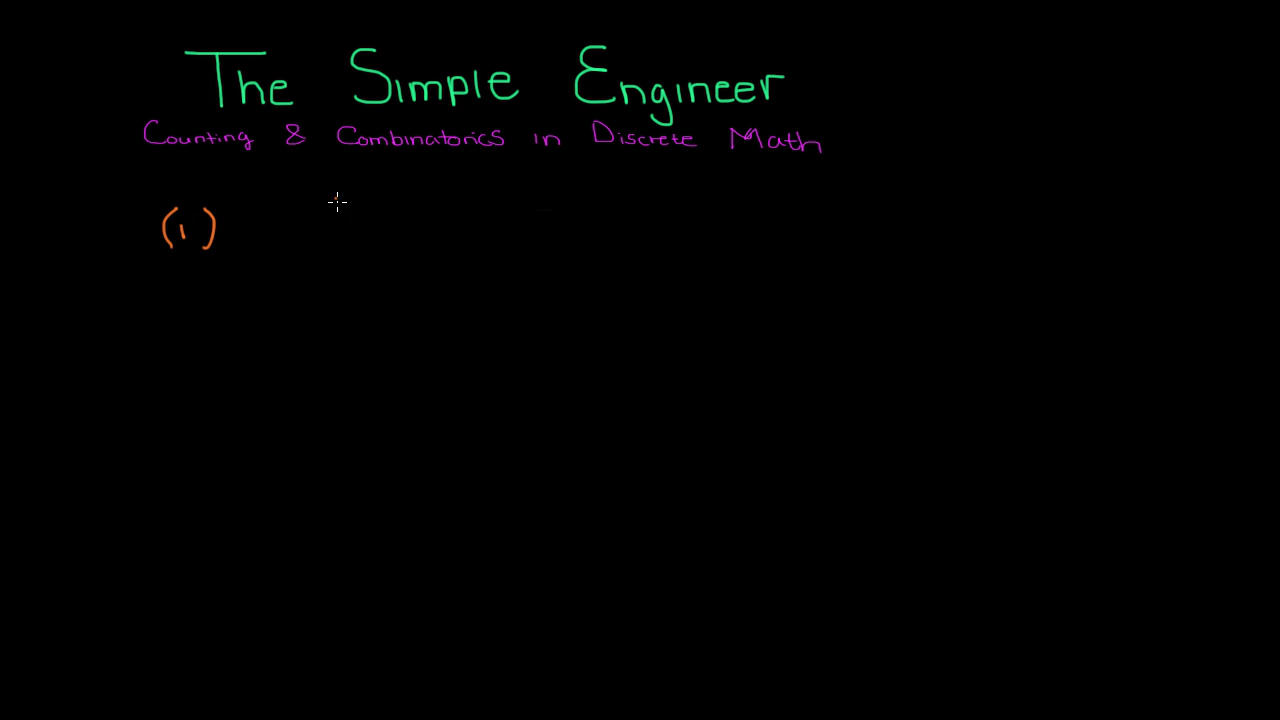 The Simple Engineer
Counting & Combinatorics in Discrete Math
(1)